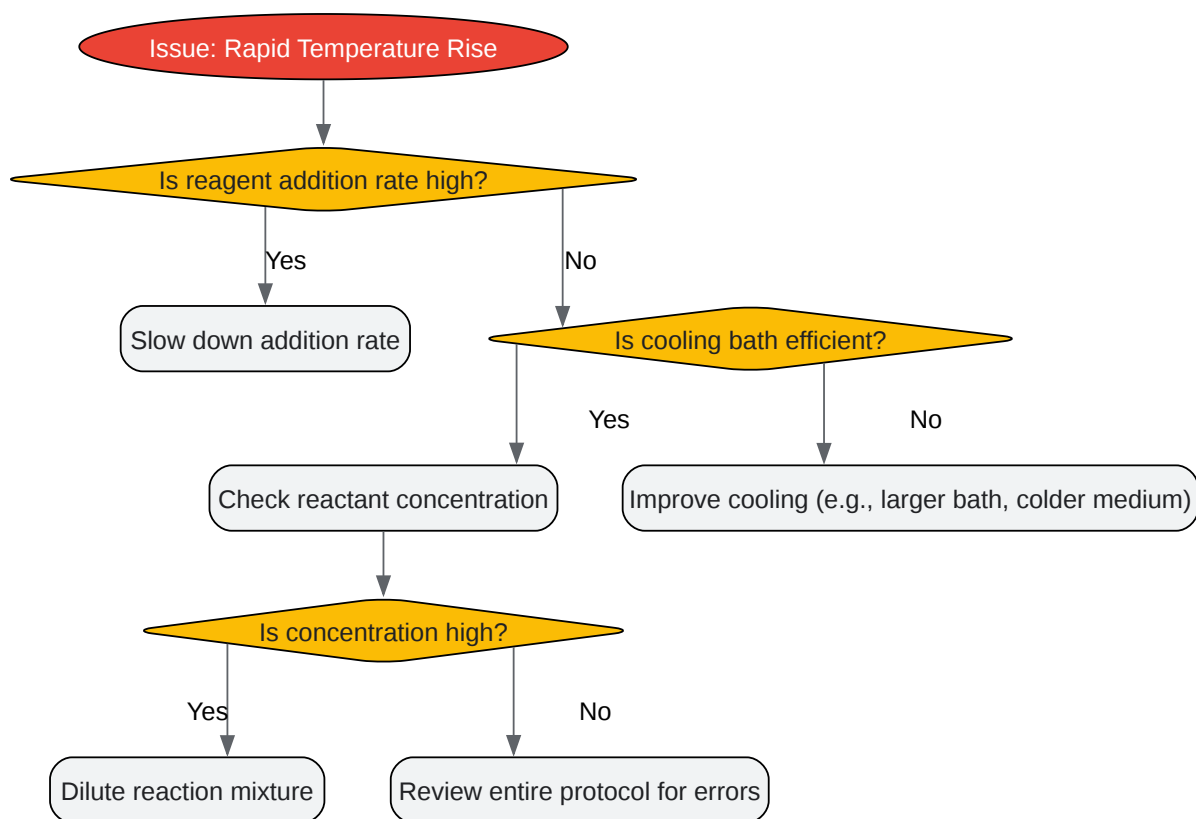 Issue: Rapid Temperature Rise
Is reagent addition rate high?
Yes
No
Slow down addition rate
Is cooling bath efficient?
Yes
No
Check reactant concentration
Improve cooling (e.g., larger bath, colder medium)
Is concentration high?
Yes
No
Dilute reaction mixture
Review entire protocol for errors